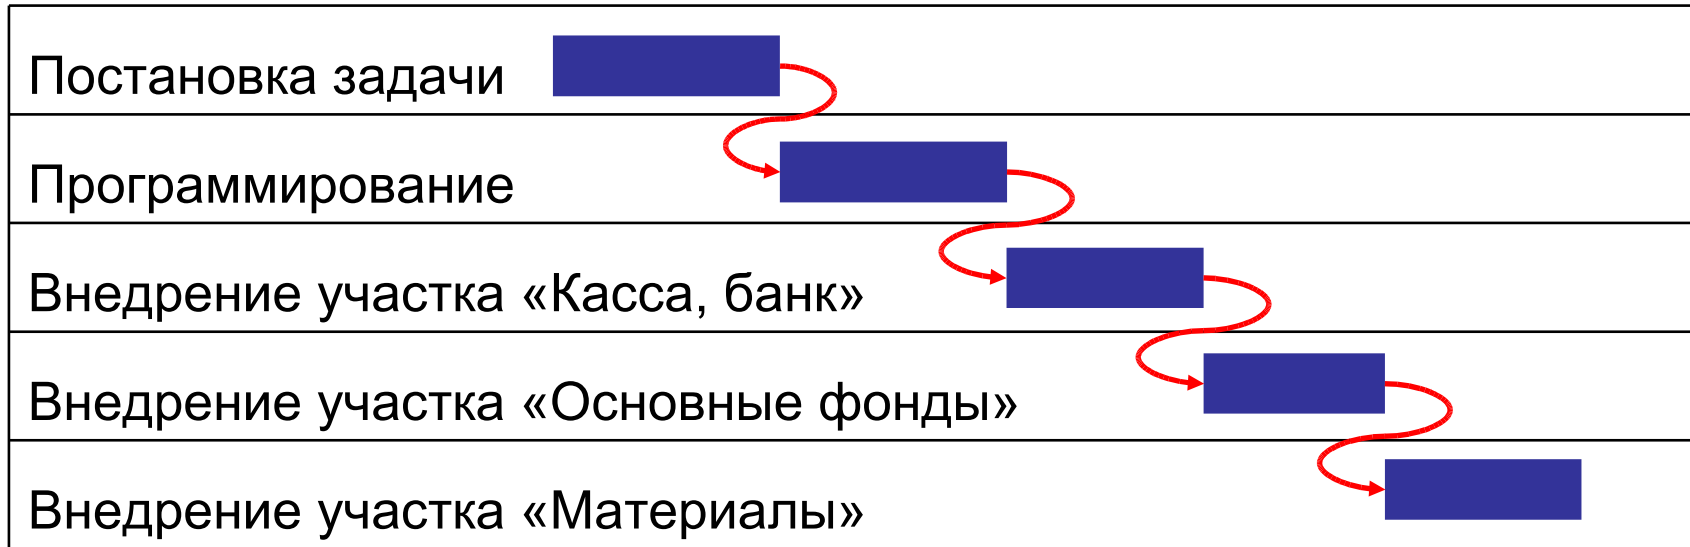 Постановка задачи
Программирование
Внедрение участка «Касса, банк»
Внедрение участка «Основные фонды»
Внедрение участка «Материалы»